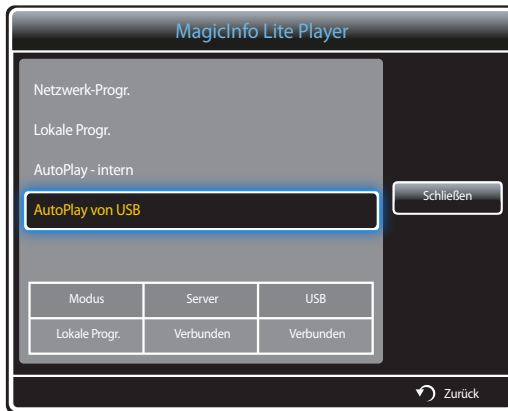 MagicInfo Lite Player
Netzwerk-Progr.
Lokale Progr.
AutoPlay - intern
AutoPlay von USB
Schließen
Modus Server USB
Lokale Progr. Verbunden Verbunden
Zurück